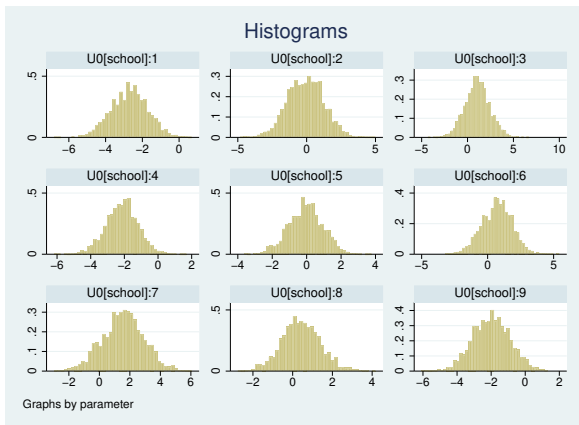 Histograms
U0[school]:1
U0[school]:2
U0[school]:3
0 .5
0 .1 .2 .3
0 .1 .2 .3
−6 −4 −2 0
−5 0 5
−5 0 5 10
U0[school]:4
U0[school]:5
U0[school]:6
0 .5
0 .5
0 .2 .4
−6 −4 −2 0 2
−4 −2 0 2 4
−5 0 5
U0[school]:7
U0[school]:8
U0[school]:9
0 .1 .2 .3
0 .5
0 .1 .2 .3 .4
−2 0 2 4 6
−2 0 2 4
−6 −4 −2 0 2
Graphs by parameter